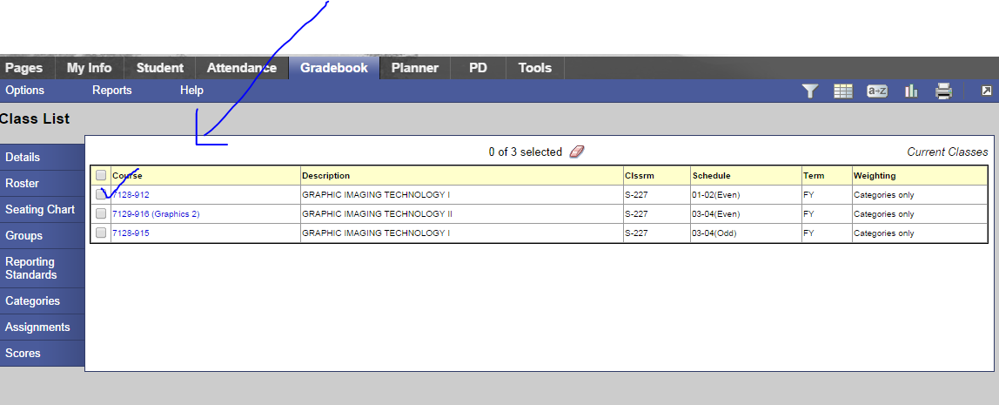 Pages My Info Student Attendance Gradebook Planner PD Tools
Options Reports Help
a-z
Class List
0 of 3 selected Current Classes
Details
Roster
Seating Chart
Groups
Reporting
Standards
Categories
Assignments
Scores
Course Description Clssrm Schedule Term Weighting
7128-912 GRAPHIC IMAGING TECHNOLOGY I S-227 01-02(Even) FY Categories only
7129-916 (Graphics 2) GRAPHIC IMAGING TECHNOLOGY II S-227 03-04(Even) FY Categories only
7128-915 GRAPHIC IMAGING TECHNOLOGY I S-227 03-04(Odd) FY Categories only